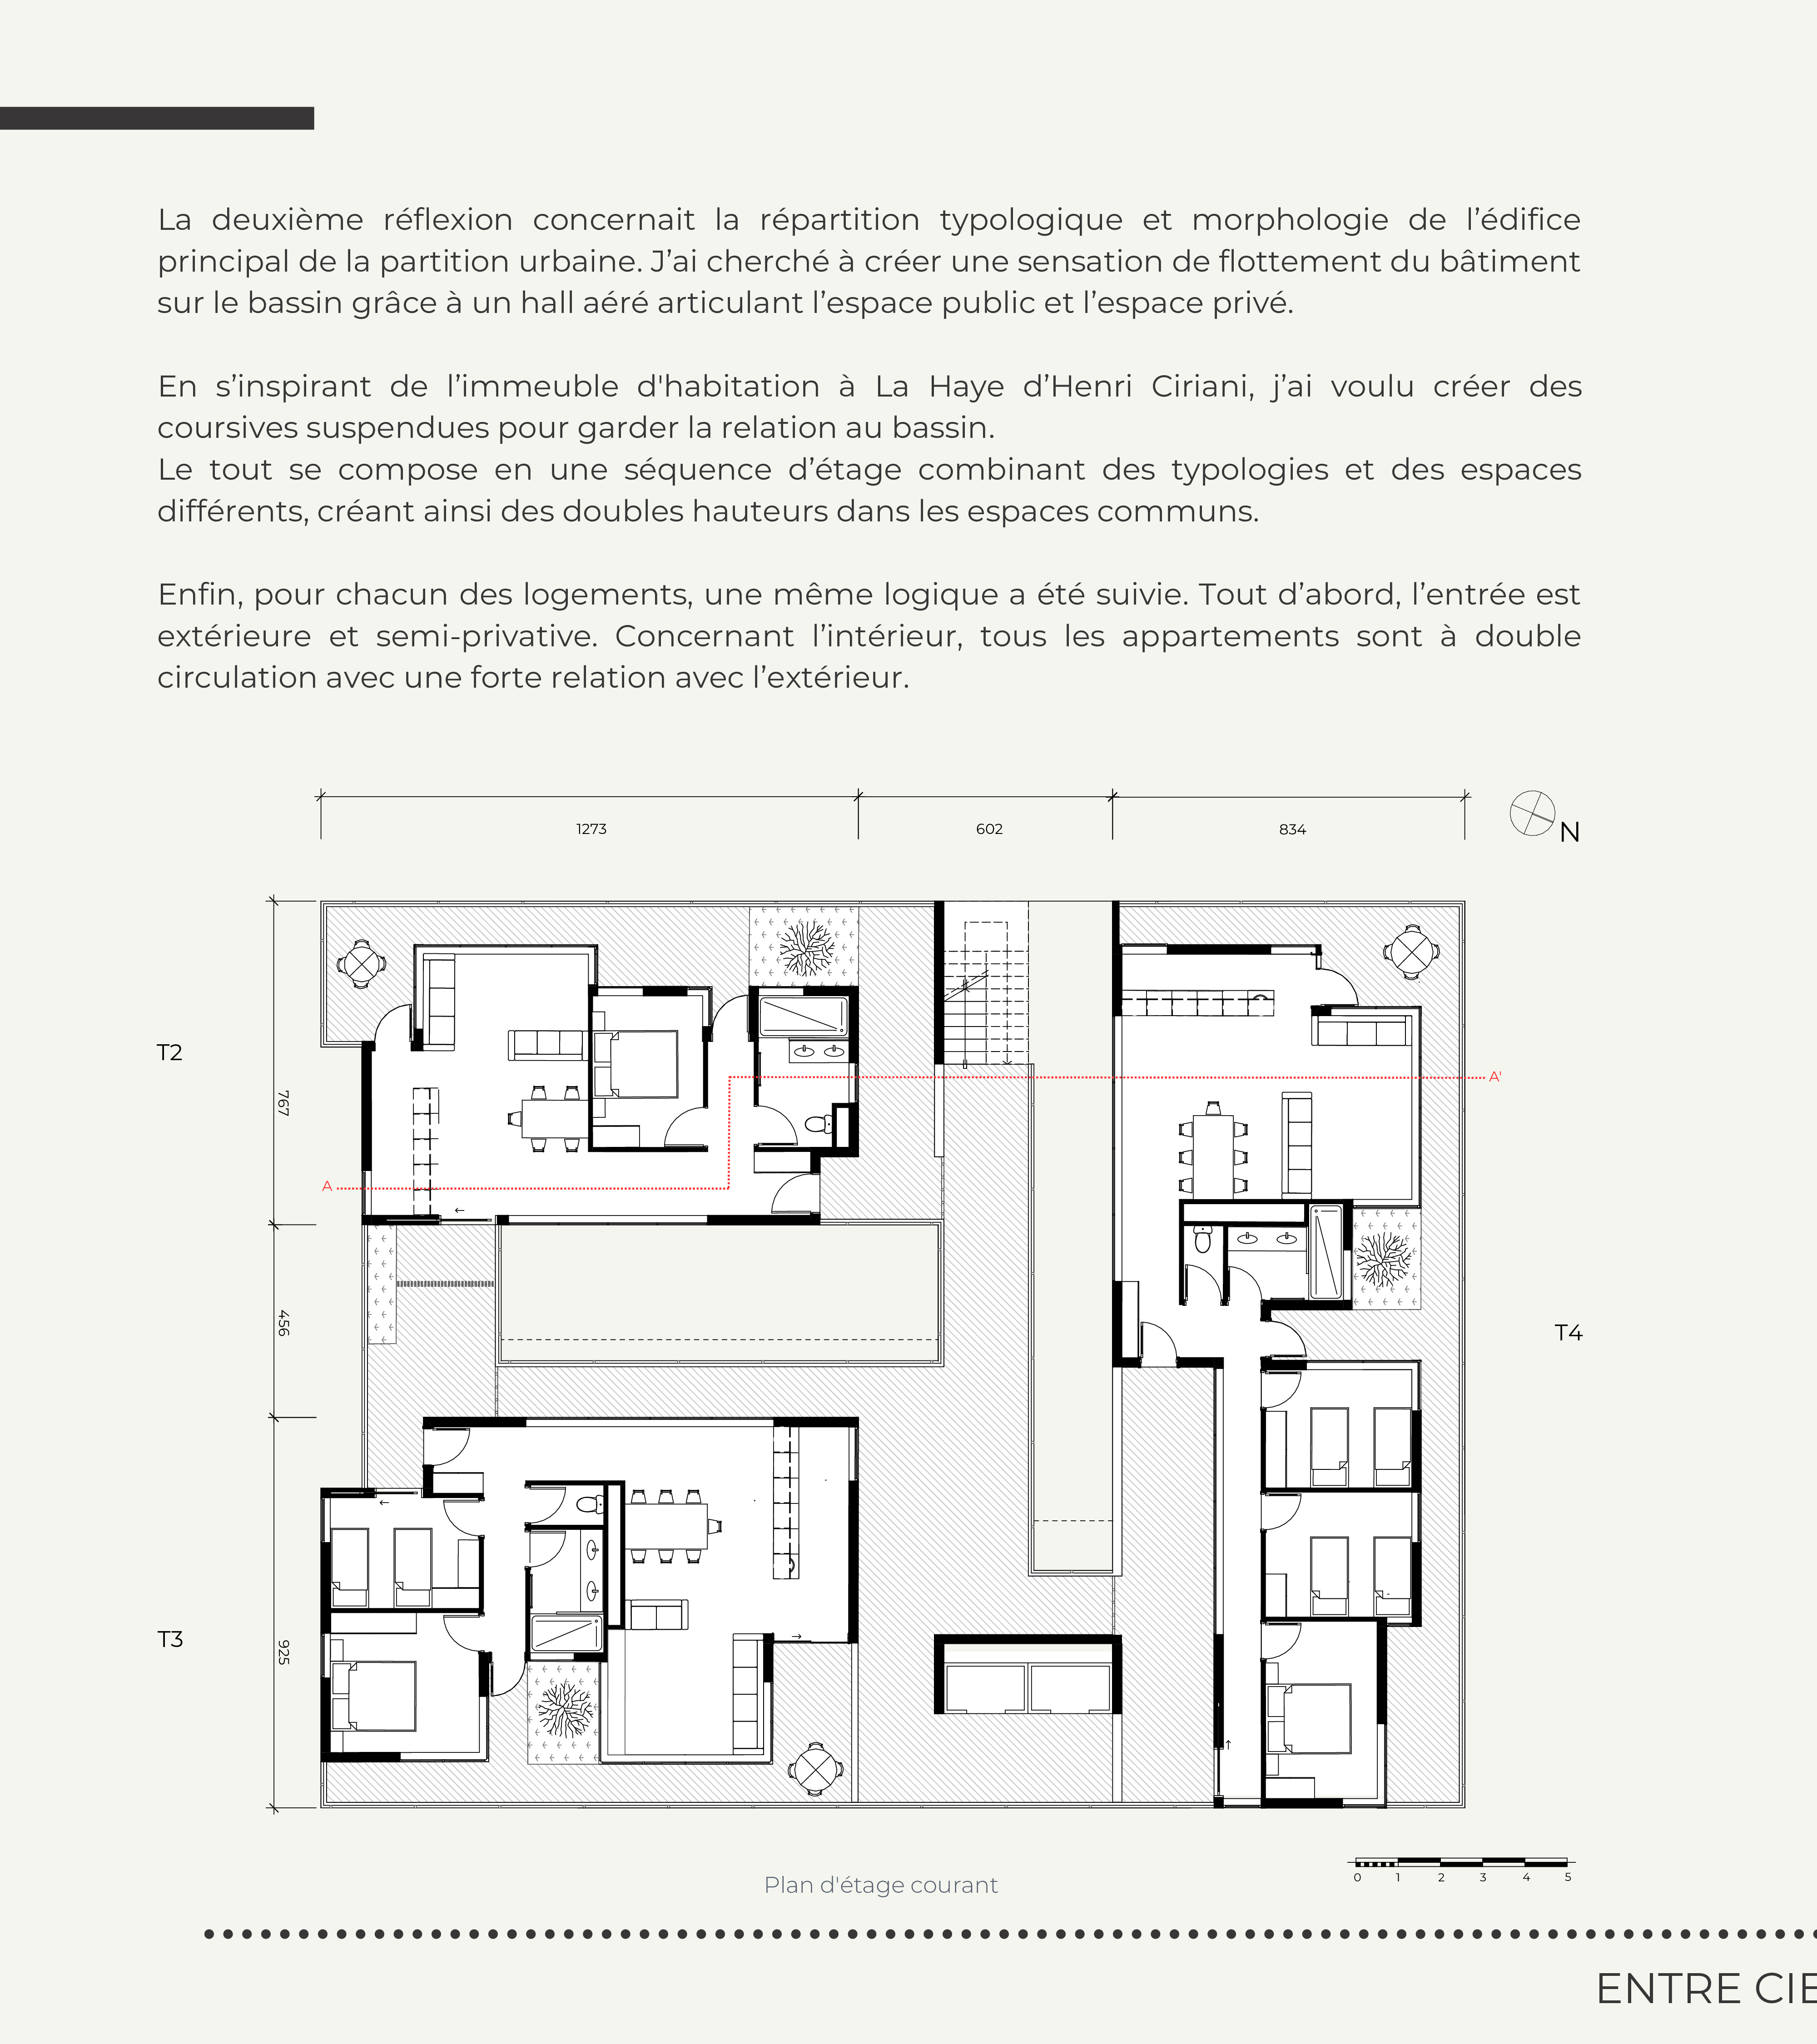 La deuxième réflexion concernait la répartition typologique et morphologie de l’édifice
principal de la partition urbaine. J’ai cherché à créer une sensation de flottement du bâtiment
sur le bassin grâce à un hall aéré articulant l’espace public et l’espace privé.
En s’inspirant de l’immeuble d'habitation à La Haye d’Henri Ciriani, j’ai voulu créer des
coursives suspendues pour garder la relation au bassin.
Le tout se compose en une séquence d’étage combinant des typologies et des espaces
différents, créant ainsi des doubles hauteurs dans les espaces communs.
Enfin, pour chacun des logements, une même logique a été suivie. Tout d’abord, l’entrée est
extérieure et semi-privative. Concernant l’intérieur, tous les appartements sont à double
circulation avec une forte relation avec l’extérieur.
1273
602
834
N
T2
767
A
A'
456
T4
T3
925
0 1 2 3 4 5
Plan d'étage courant
ENTRE CIE